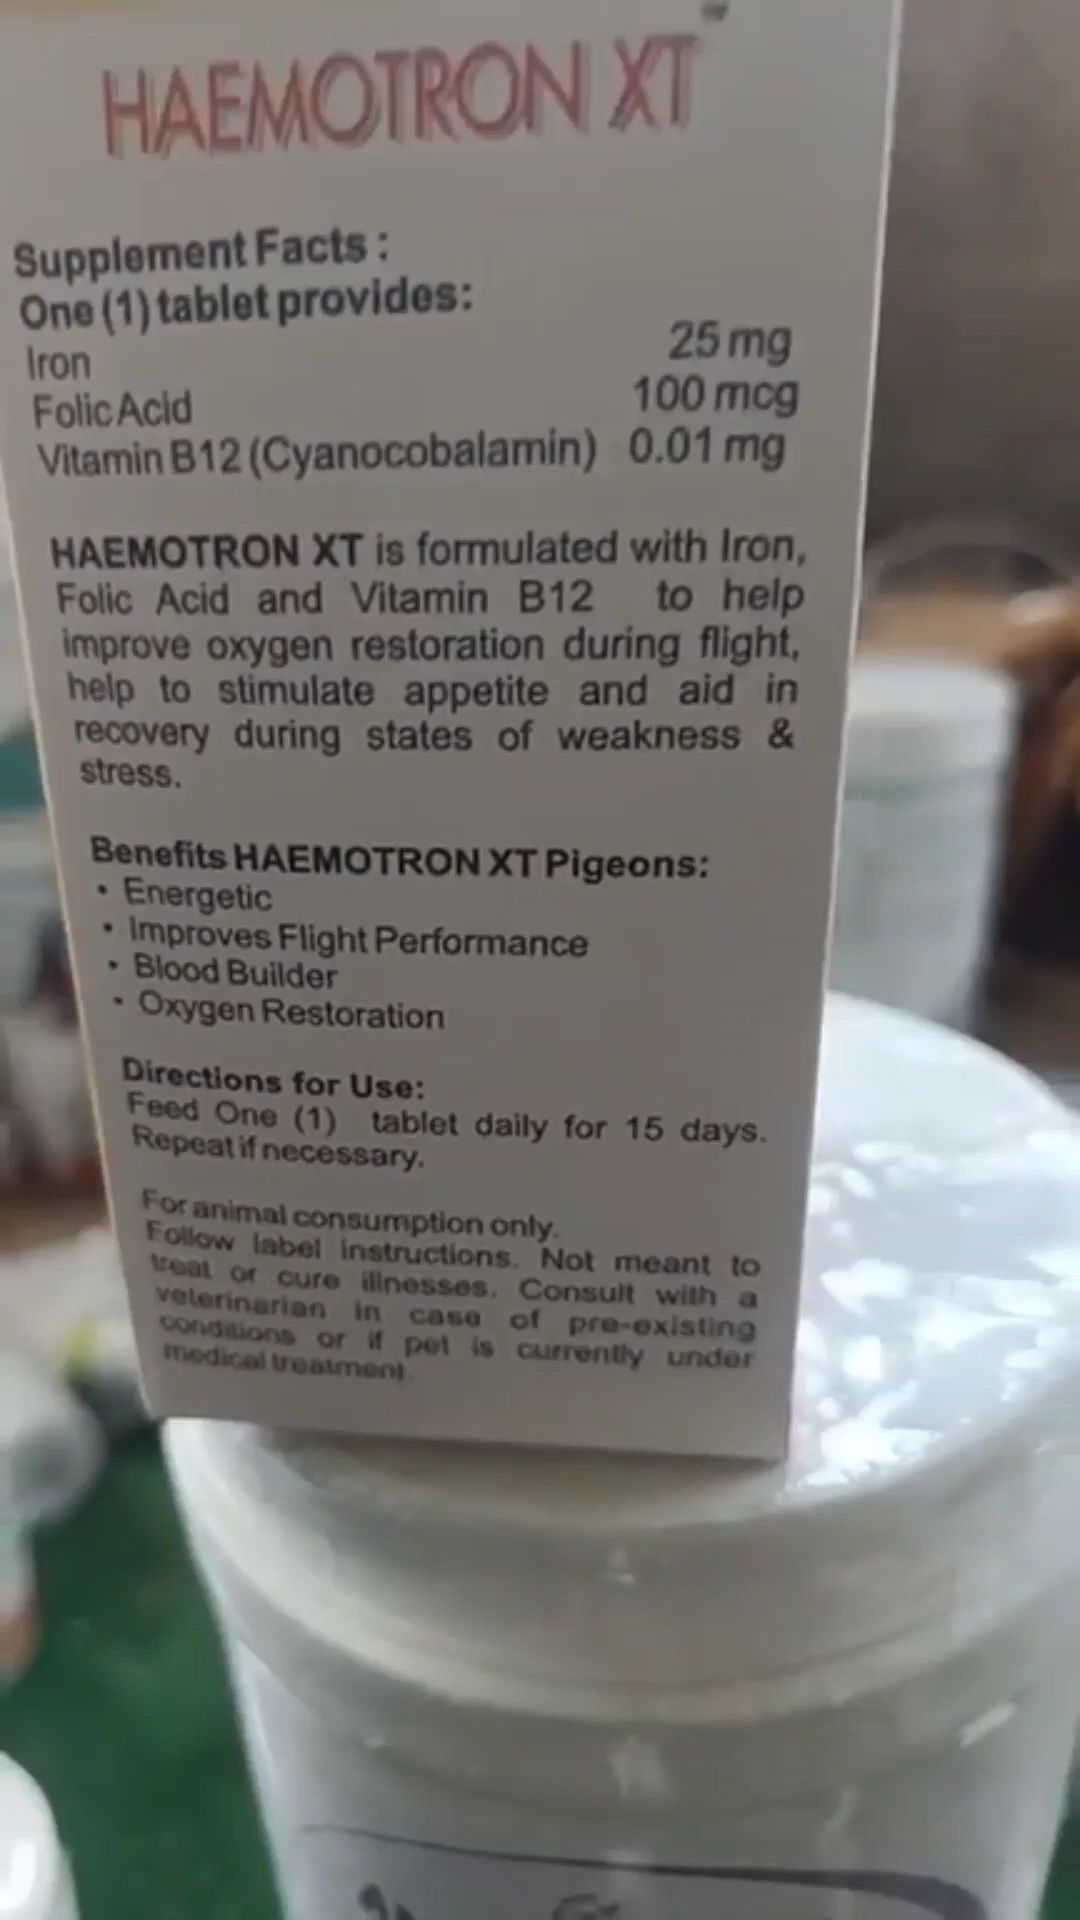 HAEMOTRON XT
Supplement Facts :
One (1) tablet provides:
Iron 25 mg
Folic Acid 100 mcg
Vitamin B12 (Cyanocobalamin) 0.01 mg
HAEMOTRON XT is formulated with Iron,
Folic Acid and Vitamin B12 to help
improve oxygen restoration during flight,
help to stimulate appetite and aid in
recovery during states of weakness &
stress.
Benefits HAEMOTRON XT Pigeons:
• Energetic
• Improves Flight Performance
• Blood Builder
• Oxygen Restoration
Directions for Use:
Feed One (1) tablet daily for 15 days.
Repeat if necessary.
For animal consumption only.
Follow label instructions. Not meant to
treat or cure illnesses. Consult with a
veterinarian in case of pre-existing
conditions or if pet is currently under
medical treatment.